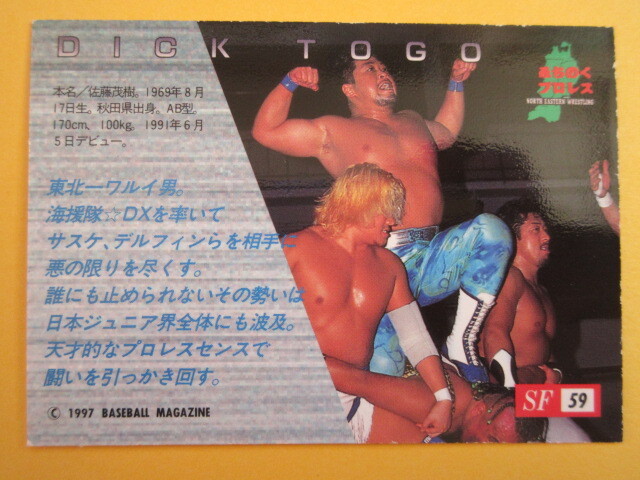 DICK TOGO
みちのく
プロレス
NORTH EASTERN WRESTLING
本名／佐藤茂樹。1969年8月
17日生。秋田県出身。AB型。
170cm、100kg。1991年6月
5日デビュー。
東北一ワルイ男。
海援隊☆DXを率いて
サスケ、デルフィンらを相手に
悪の限りを尽くす。
誰にも止められないその勢いは
日本ジュニア界全体にも波及。
天才的なプロレスセンスで
闘いを引っかき回す。
© 1997 BASEBALL MAGAZINE
SF 59